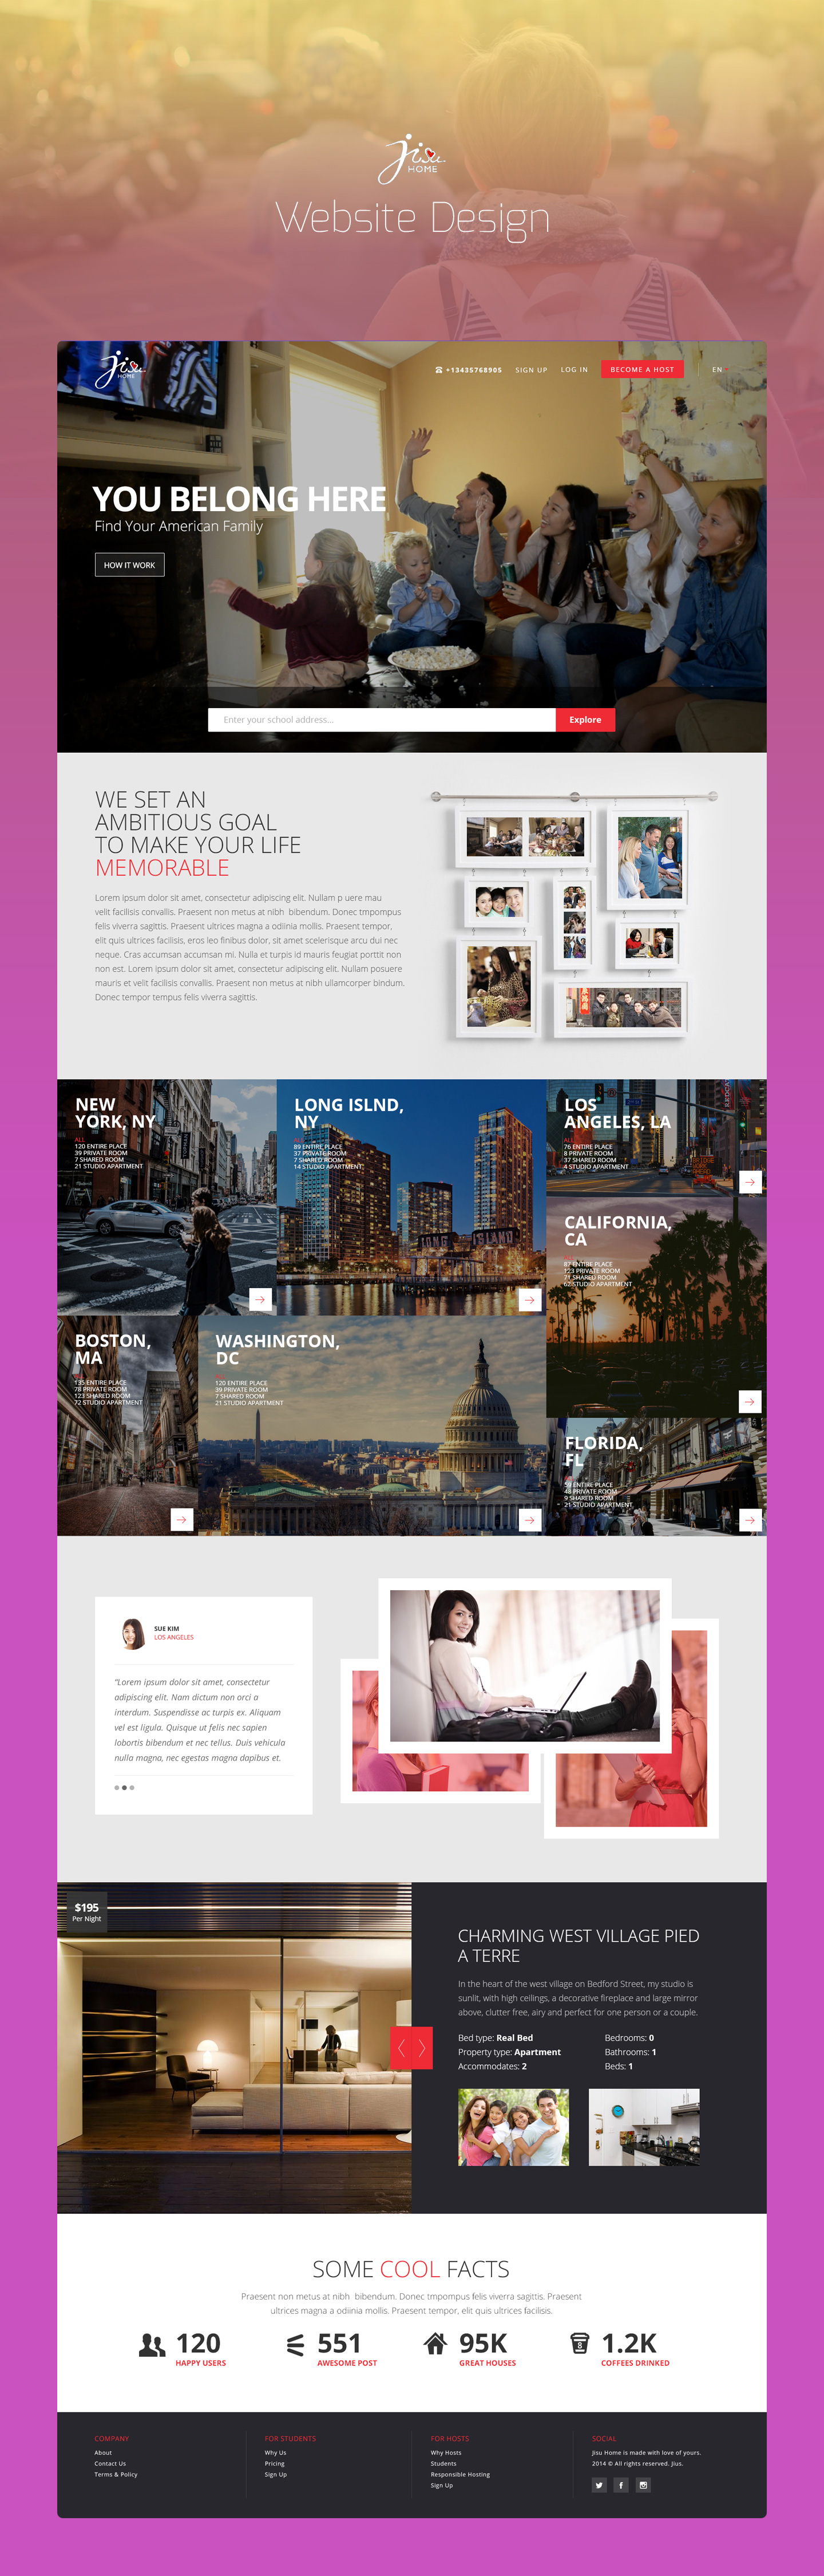 Jisu
HOME
Website Design
Jisu
HOME
+13435768905 SIGN UP LOG IN BECOME A HOST EN
YOU BELONG HERE
Find Your American Family
HOW IT WORK
Enter your school address... Explore
WE SET AN
AMBITIOUS GOAL
TO MAKE YOUR LIFE
MEMORABLE
Lorem ipsum dolor sit amet, consectetur adipiscing elit. Nullam p uere mau
velit facilisis convallis. Praesent non metus at nibh bibendum. Donec tmpompus
felis viverra sagittis. Praesent ultrices magna a odiinia mollis. Praesent tempor,
elit quis ultrices facilisis, eros leo finibus dolor, sit amet scelerisque arcu dui nec
neque. Cras accumsan accumsan mi. Nulla et turpis id mauris feugiat porttit non
non est. Lorem ipsum dolor sit amet, consectetur adipiscing elit. Nullam posuere
mauris et velit facilisis convallis. Praesent non metus at nibh ullamcorper bindum.
Donec tempor tempus felis viverra sagittis.
NEW
YORK, NY
ALL
120 ENTIRE PLACE
39 PRIVATE ROOM
7 SHARED ROOM
21 STUDIO APARTMENT
LONG ISLND,
NY
ALL
89 ENTIRE PLACE
37 PRIVATE ROOM
7 SHARED ROOM
14 STUDIO APARTMENT
LONG ISLAND
LOS
ANGELES, LA
ALL
76 ENTIRE PLACE
8 PRIVATE ROOM
37 SHARED ROOM
4 STUDIO APARTMENT
CALIFORNIA,
CA
87 ENTIRE PLACE
123 PRIVATE ROOM
71 SHARED ROOM
62 STUDIO APARTMENT
BOSTON,
MA
135 ENTIRE PLACE
78 PRIVATE ROOM
123 SHAREO ROOM
72 STUDIO APARTMENT
WASHINGTON,
DC
120 ENTIRE PLACE
39 PRIVATE ROOM
7 SHARED ROOM
21 STUDIO APARTMENT
FLORIDA,
FL
59 ENTIRE PLACE
48 PRIVATE ROOM
9 SHARED ROOM
21 STUDIO APARTMENT
SUE KIM
LOS ANGELES
“Lorem ipsum dolor sit amet, consectetur
adipiscing elit. Nam dictum non orci a
interdum. Suspendisse ac turpis ex. Aliquam
vel est ligula. Quisque ut felis nec sapien
lobortis bibendum et nec tellus. Duis vehicula
nulla magna, nec egestas magna dapibus et.
$195
Per Night
CHARMING WEST VILLAGE PIED
A TERRE
In the heart of the west village on Bedford Street, my studio is
sunlit, with high ceilings, a decorative fireplace and large mirror
above, clutter free, airy and perfect for one person or a couple.
Bed type: Real Bed Bedrooms: 0
Property type: Apartment Bathrooms: 1
Accommodates: 2 Beds: 1
SOME COOL FACTS
Praesent non metus at nibh bibendum. Donec tmpompus felis viverra sagittis. Praesent
ultrices magna a odiinia mollis. Praesent tempor, elit quis ultrices facilisis.
120 551 95K 8 1.2K
HAPPY USERS AWESOME POST GREAT HOUSES COFFEES DRINKED
COMPANY
About
Contact Us
Terms & Policy
FOR STUDENTS
Why Us
Pricing
Sign Up
FOR HOSTS
Why Hosts
Students
Responsible Hosting
Sign Up
SOCIAL
Jisu Home is made with love of yours.
2014 © All rights reserved. Jius.